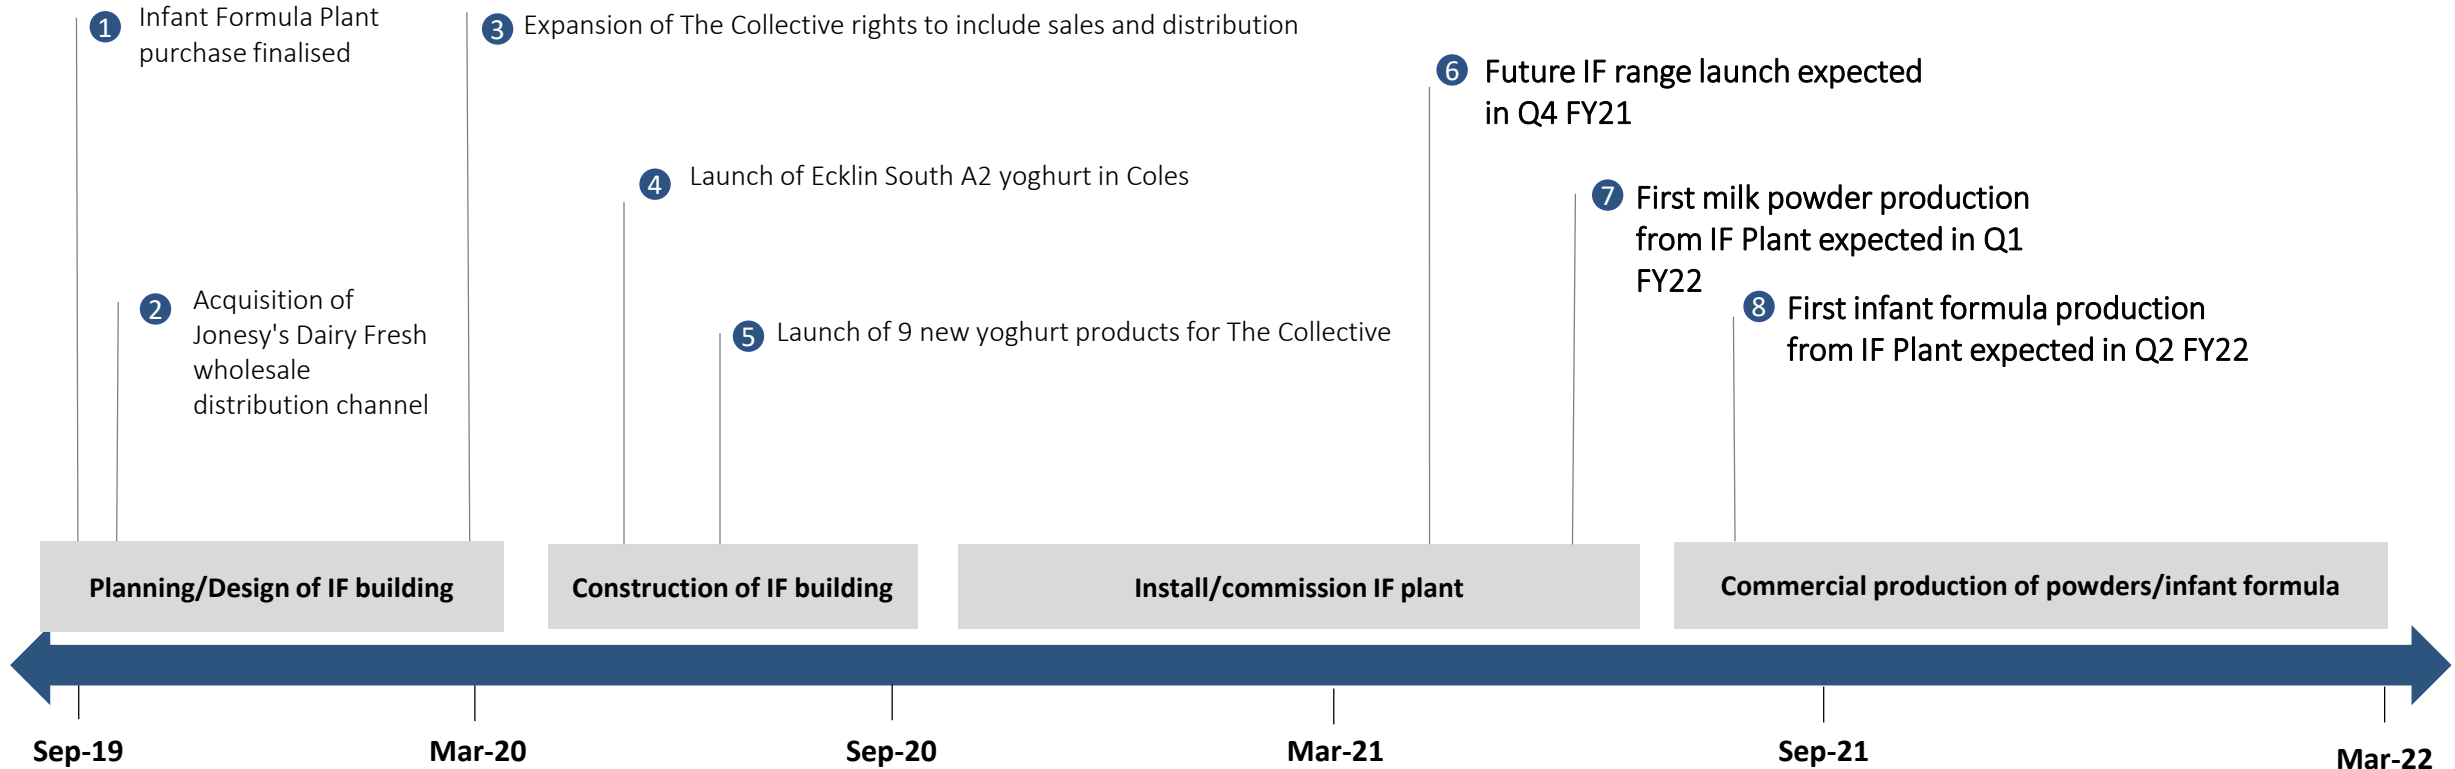 1 Infant Formula Plant
purchase finalised
2 Acquisition of
Jonesy's Dairy Fresh
wholesale
distribution channel
3 Expansion of The Collective rights to include sales and distribution
4 Launch of Ecklin South A2 yoghurt in Coles
5 Launch of 9 new yoghurt products for The Collective
6 Future IF range launch expected
in Q4 FY21
7 First milk powder production
from IF Plant expected in Q1
FY22
8 First infant formula production
from IF Plant expected in Q2 FY22
Planning/Design of IF building
Construction of IF building
Install/commission IF plant
Commercial production of powders/infant formula
Sep-19
Mar-20
Sep-20
Mar-21
Sep-21
Mar-22